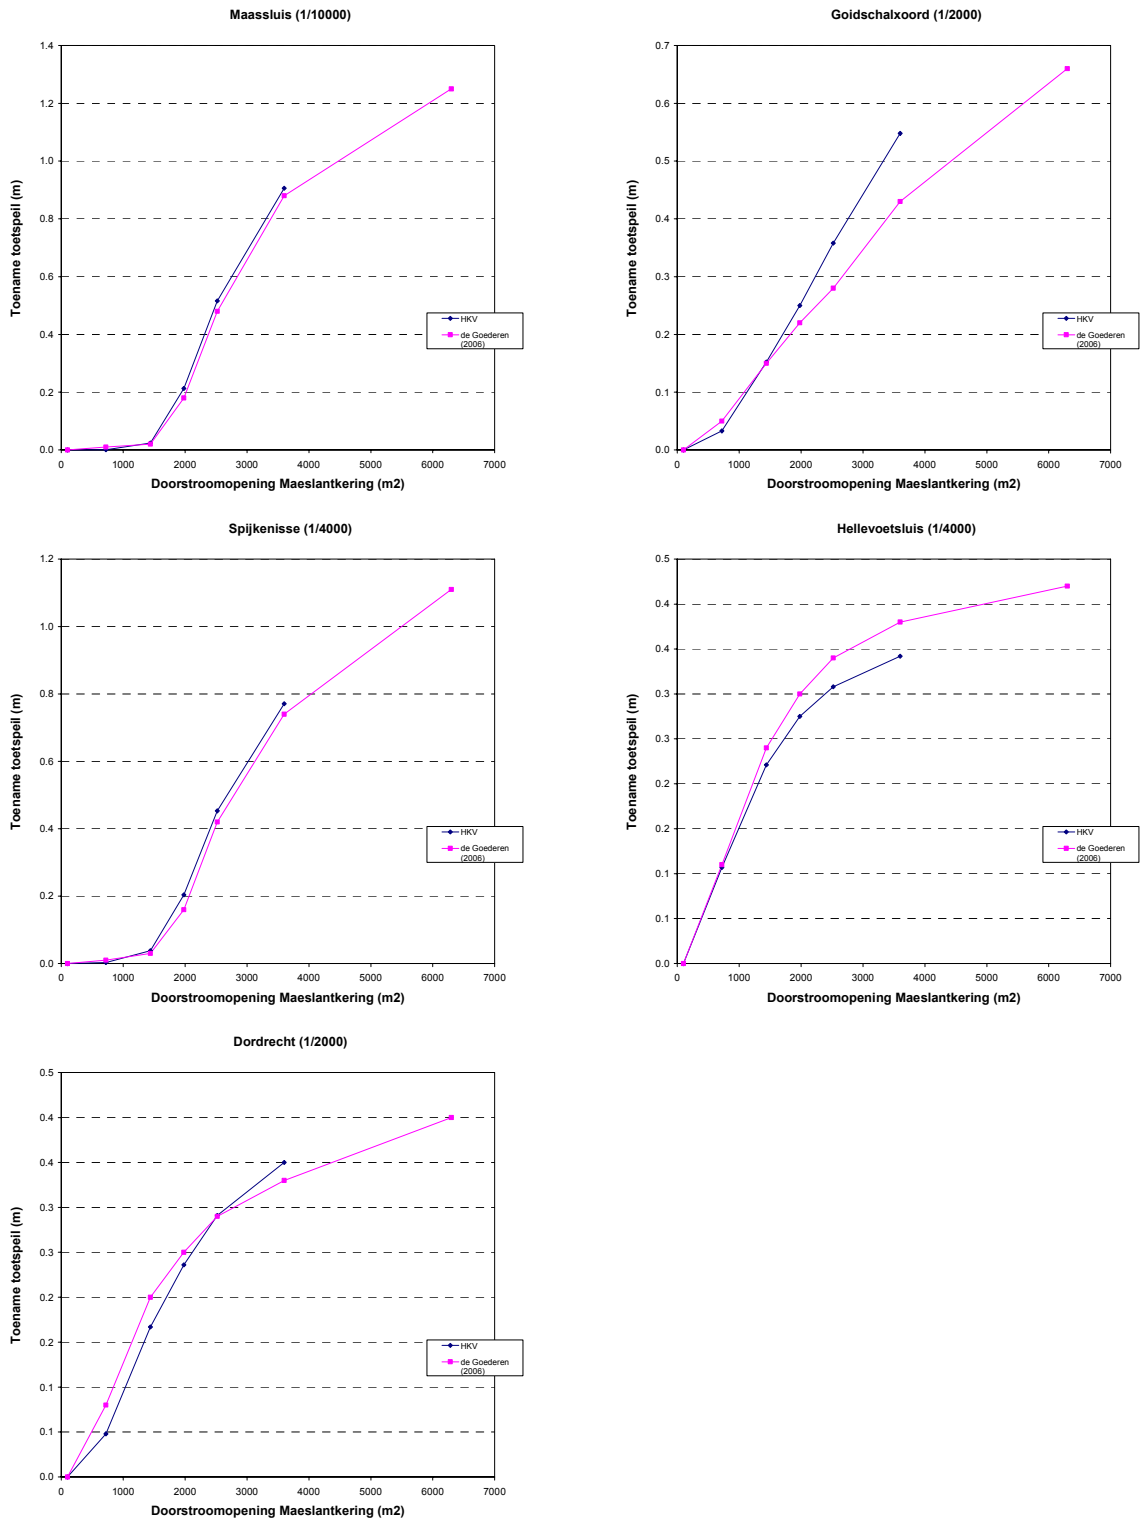 Maassluis (1/10000)
Toename toetspeil (m)
1.4
1.2
1.0
0.8
0.6
0.4
0.2
0.0
0 1000 2000 3000 4000 5000 6000 7000
Doorstroomopening Maeslantkering (m2)
HKV
de Goederen
(2006)
Goidschalxoord (1/2000)
Toename toetspeil (m)
0.7
0.6
0.5
0.4
0.3
0.2
0.1
0.0
0 1000 2000 3000 4000 5000 6000 7000
Doorstroomopening Maeslantkering (m2)
HKV
de Goederen
(2006)
Spijkenisse (1/4000)
Toename toetspeil (m)
1.2
1.0
0.8
0.6
0.4
0.2
0.0
0 1000 2000 3000 4000 5000 6000 7000
Doorstroomopening Maeslantkering (m2)
HKV
de Goederen
(2006)
Hellevoetsluis (1/4000)
Toename toetspeil (m)
0.5
0.4
0.4
0.3
0.3
0.2
0.2
0.1
0.1
0.0
0 1000 2000 3000 4000 5000 6000 7000
Doorstroomopening Maeslantkering (m2)
HKV
de Goederen
(2006)
Dordrecht (1/2000)
Toename toetspeil (m)
0.5
0.4
0.4
0.3
0.3
0.2
0.2
0.1
0.1
0.0
0 1000 2000 3000 4000 5000 6000 7000
Doorstroomopening Maeslantkering (m2)
HKV
de Goederen
(2006)